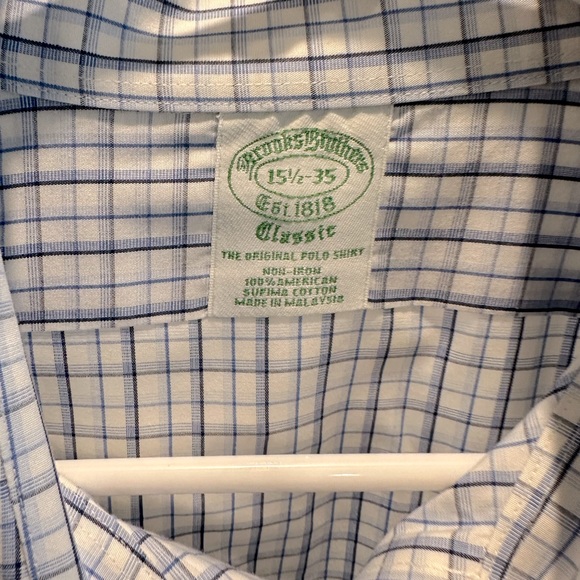 Brooks Brothers
15½-35
Est. 1818
Classic
THE ORIGINAL POLO SHIRT
NON-IRON
100% AMERICAN
SUPIMA COTTON
MADE IN MALAYSIA